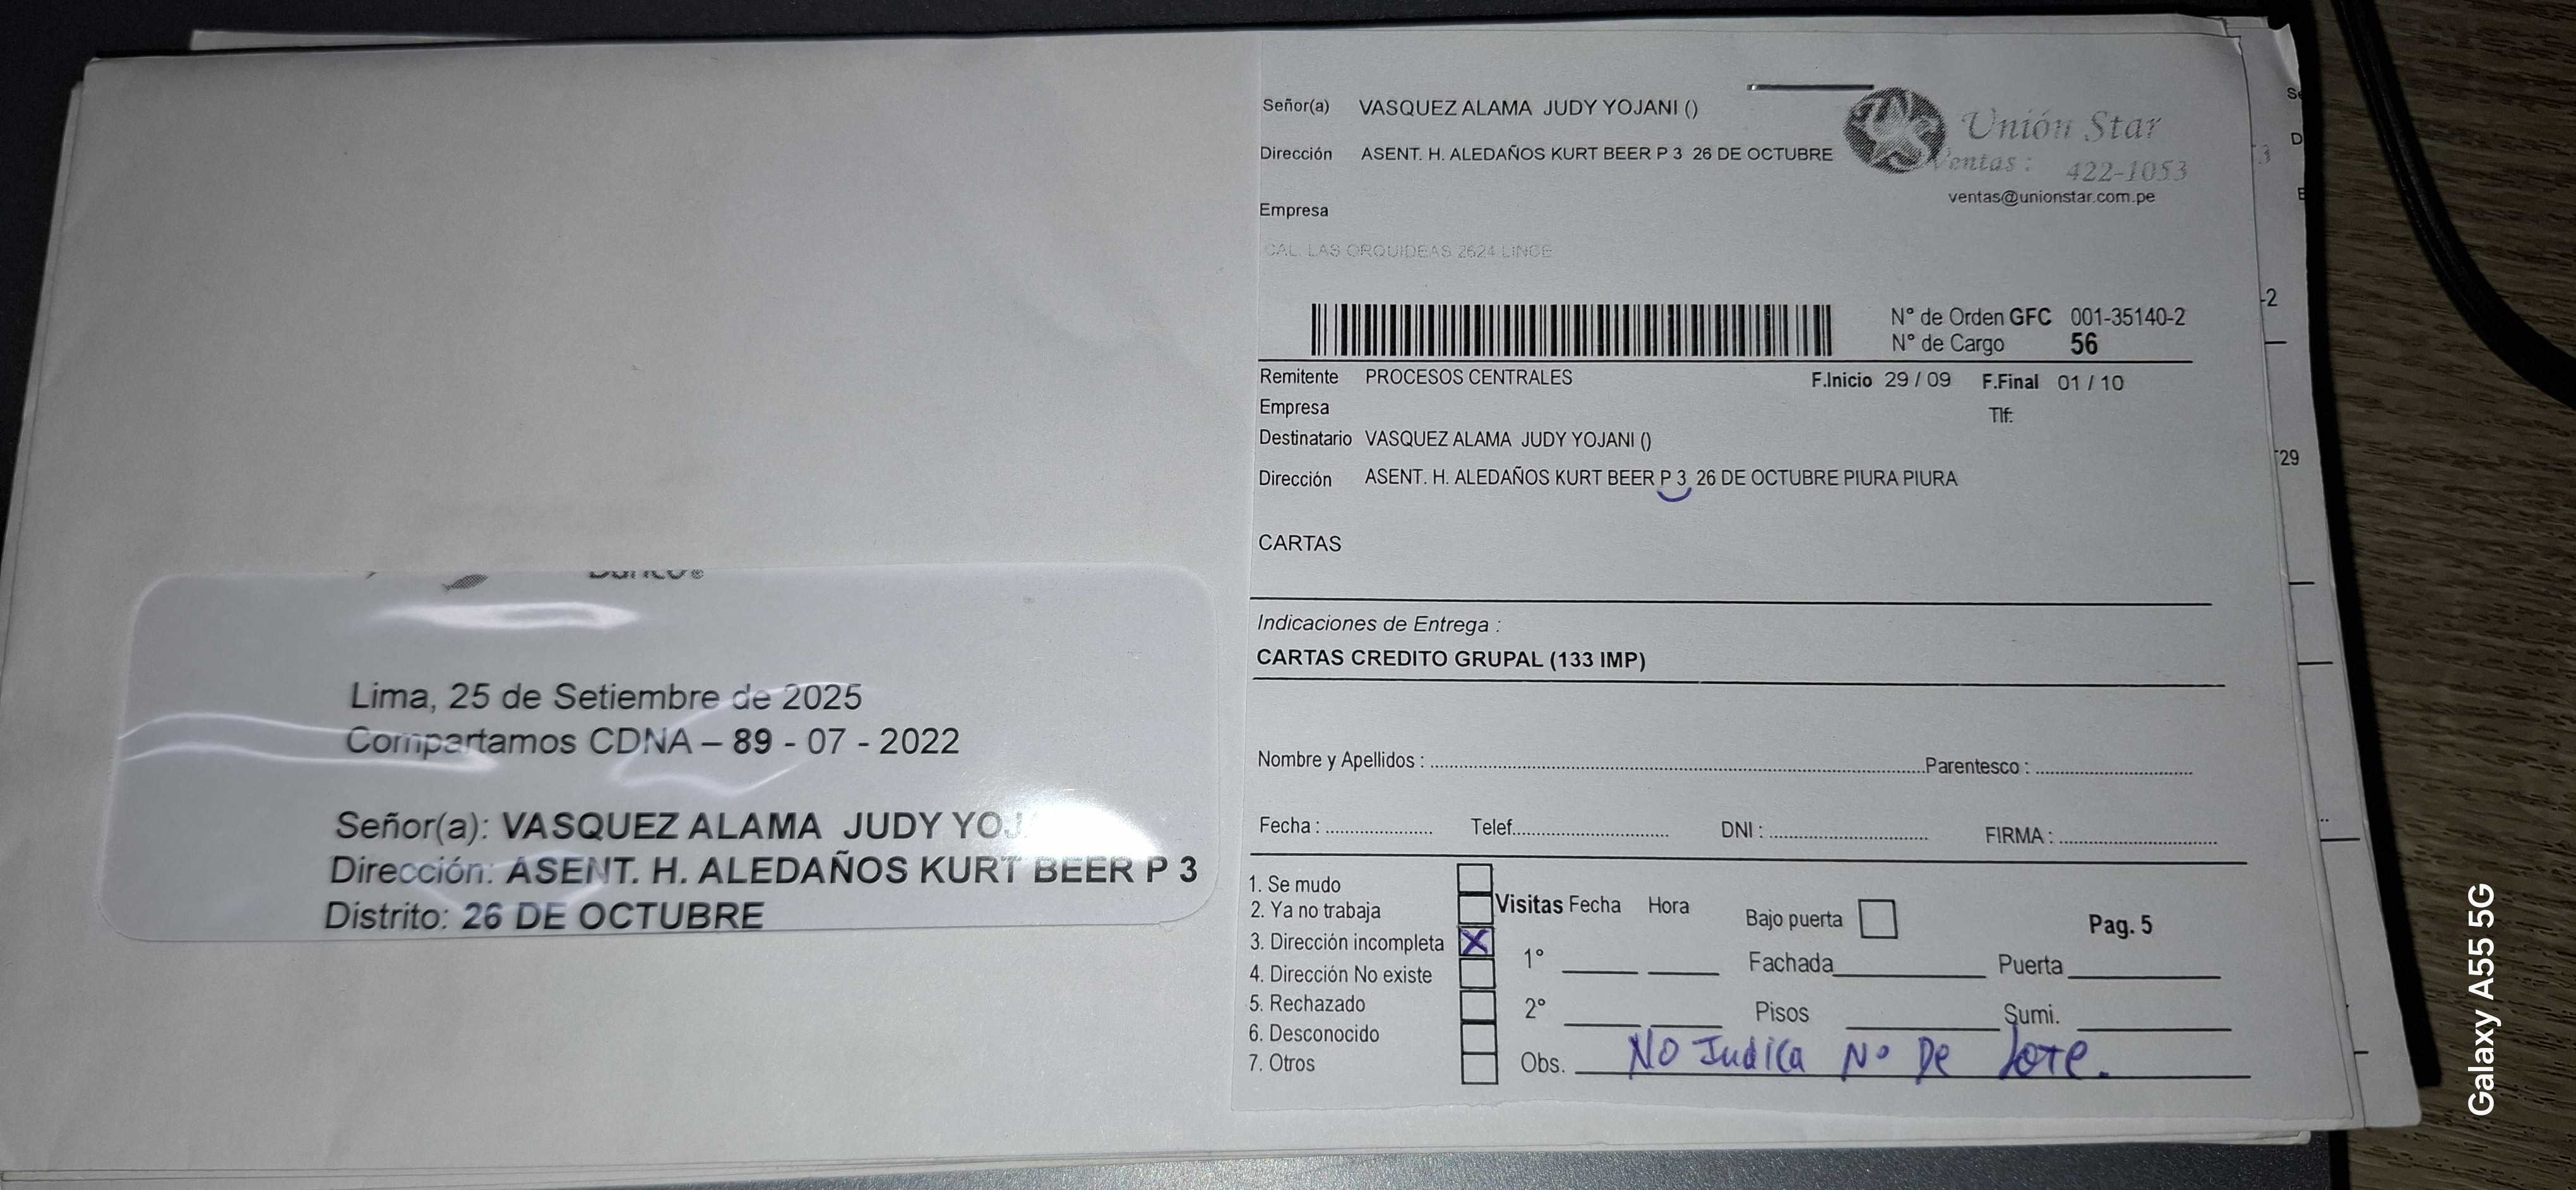 Señor(a) VASQUEZ ALAMA JUDY YOJANI ()
Dirección ASENT. H. ALEDAÑOS KURT BEER P 3 26 DE OCTUBRE
Unión Star
Ventas : 422-1053
ventas@unionstar.com.pe
Empresa
CAL. LAS ORQUIDEAS 2624 LINCE
N° de Orden GFC 001-35140-2
N° de Cargo 56
Remitente PROCESOS CENTRALES F.Inicio 29 / 09 F.Final 01 / 10
Empresa Tlf:
Destinatario VASQUEZ ALAMA JUDY YOJANI ()
Dirección ASENT. H. ALEDAÑOS KURT BEER P 3 26 DE OCTUBRE PIURA PIURA
CARTAS
Indicaciones de Entrega :
CARTAS CREDITO GRUPAL (133 IMP)
Nombre y Apellidos : Parentesco :
Fecha : Telef. DNI : FIRMA :
1. Se mudo
2. Ya no trabaja
3. Dirección incompleta X
4. Dirección No existe
5. Rechazado
6. Desconocido
7. Otros
Visitas Fecha Hora Bajo puerta Pag. 5
1° Fachada Puerta
2° Pisos Sumi.
Obs. No Indica N° De Lote.
Lima, 25 de Setiembre de 2025
Compartamos CDNA – 89 - 07 - 2022
Señor(a): VASQUEZ ALAMA JUDY
Dirección: ASENT. H. ALEDAÑOS KURT BEER P 3
Distrito: 26 DE OCTUBRE
-2
29
Galaxy A55 5G